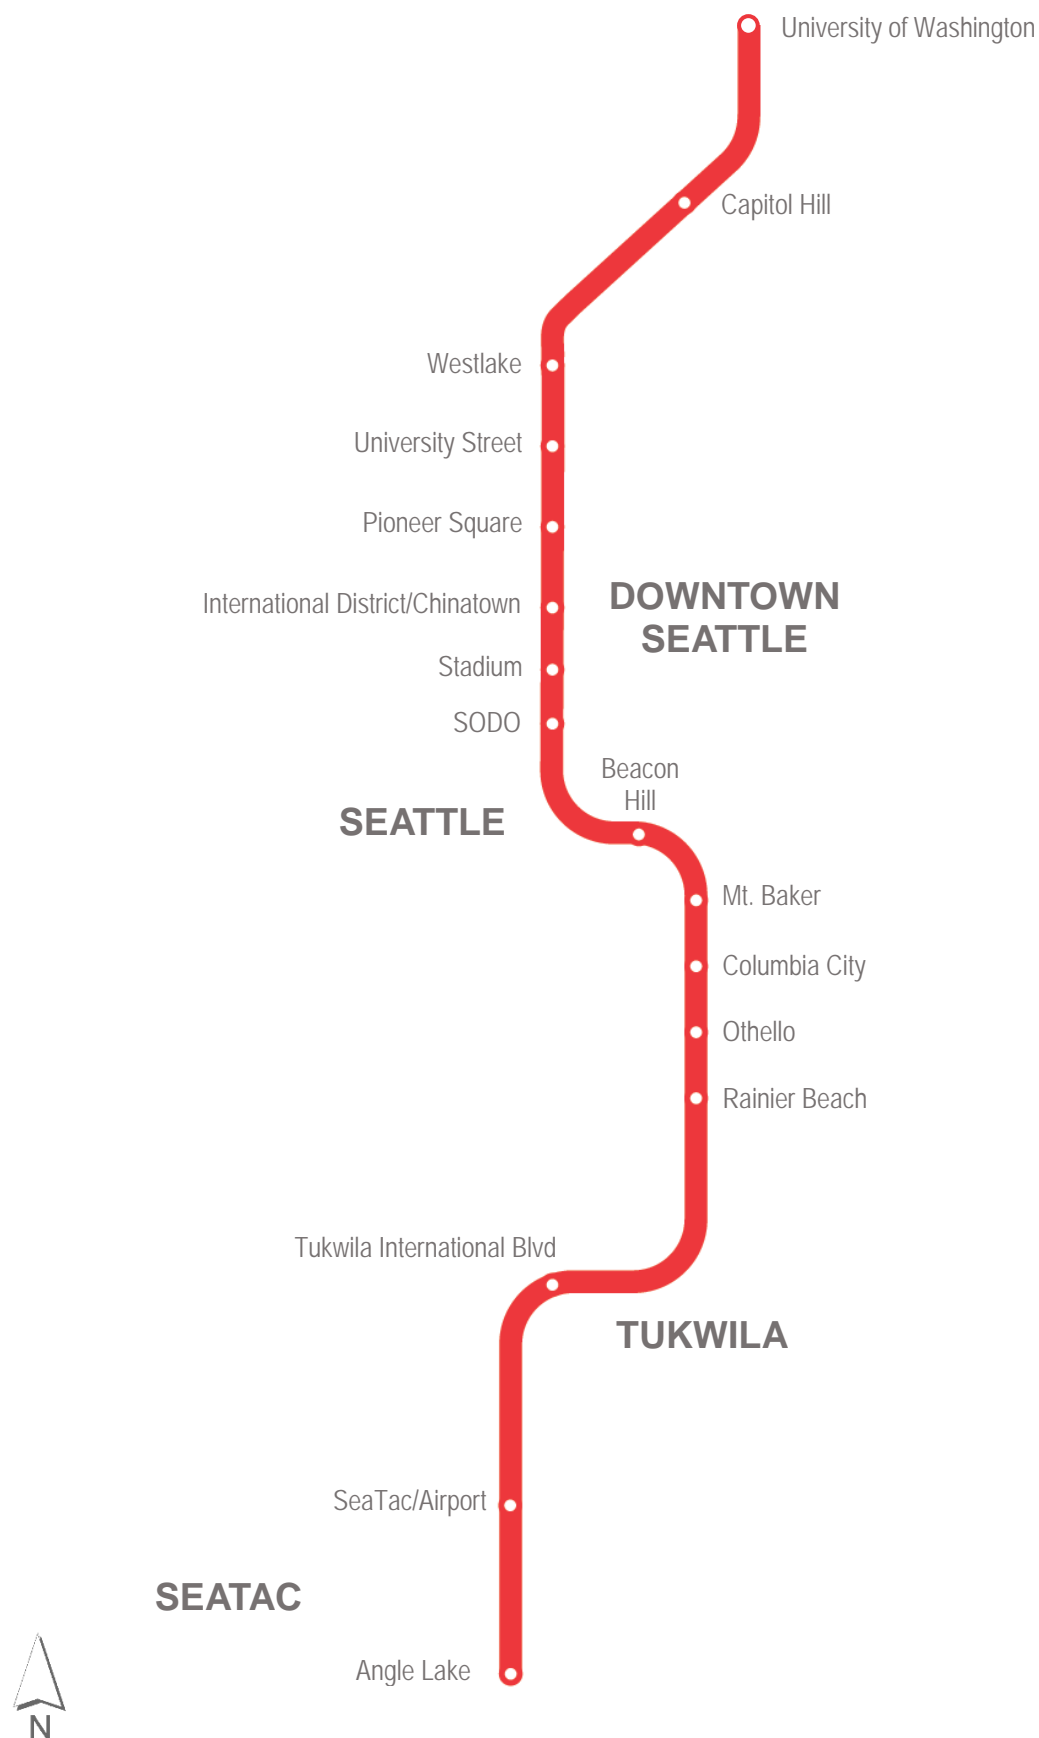 University of Washington
Capitol Hill
Westlake
University Street
Pioneer Square
International District/Chinatown
DOWNTOWN
SEATTLE
Stadium
SODO
Beacon
Hill
SEATTLE
Mt. Baker
Columbia City
Othello
Rainier Beach
Tukwila International Blvd
TUKWILA
SeaTac/Airport
SEATAC
Angle Lake
N